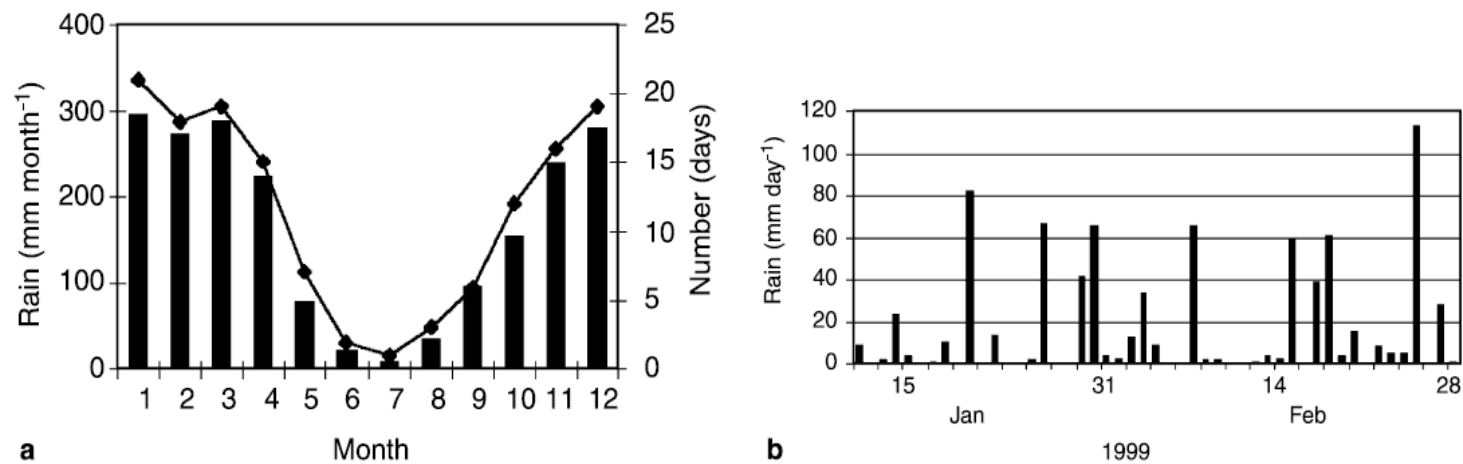 400
300
200
100
0
Rain (mm month-1)
25
20
15
10
5
0
Number (days)
1 2 3 4 5 6 7 8 9 10 11 12
Month
a
120
100
80
60
40
20
0
Rain (mm day-1)
15 31 14 28
Jan Feb
1999
b